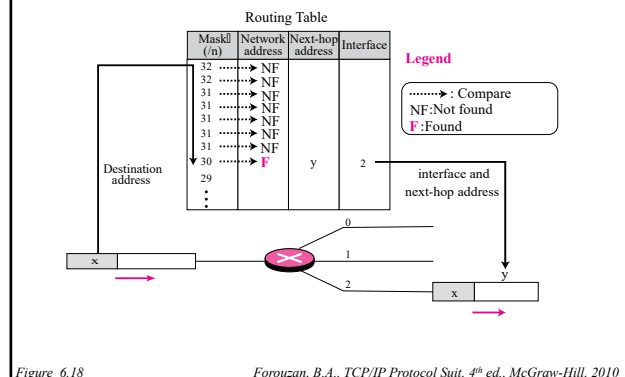 Routing Table
Mask Network Next-hop Interface
(/n) address address
32 NF
32 NF
31 NF
31 NF
31 NF
31 NF
31 NF
30 F y 2
29
Destination
address
Legend
: Compare
NF:Not found
F :Found
interface and
next-hop address
0
1
2
x
y
x
Figure 6.18 Forouzan, B.A., TCP/IP Protocol Suit, 4th ed., McGraw-Hill, 2010